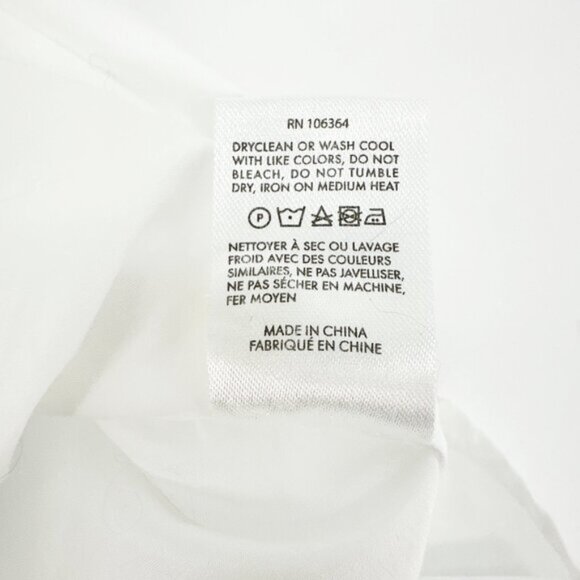 RN 106364
DRYCLEAN OR WASH COOL
WITH LIKE COLORS, DO NOT
BLEACH, DO NOT TUMBLE
DRY, IRON ON MEDIUM HEAT
P
NETTOYER À SEC OU LAVAGE
FROID AVEC DES COULEURS
SIMILAIRES, NE PAS JAVELLISER,
NE PAS SÉCHER EN MACHINE,
FER MOYEN
MADE IN CHINA
FABRIQUÉ EN CHINE